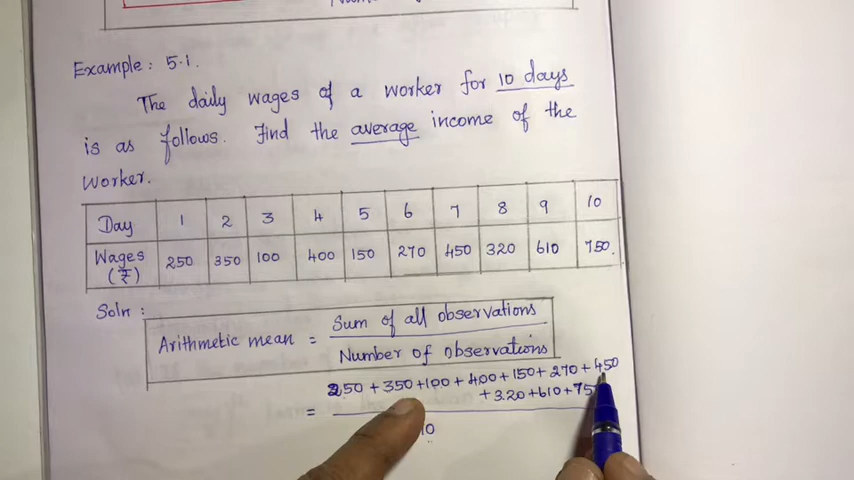 Example: 5.1.
The daily wages of a worker for 10 days
is as follows. Find the average income of the
worker.
Day 1 2 3 4 5 6 7 8 9 10
Wages (₹) 250 350 100 400 150 270 450 320 610 750.
Soln :
Arithmetic mean = Sum of all observations / Number of observations
250 + 350 + 100 + 400 + 150 + 270 + 450
+ 320 + 610 + 75
=
10